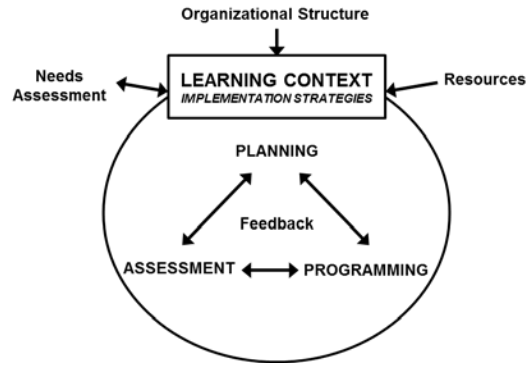 Organizational Structure
Needs
Assessment
LEARNING CONTEXT
IMPLEMENTATION STRATEGIES
Resources
PLANNING
Feedback
ASSESSMENT
PROGRAMMING